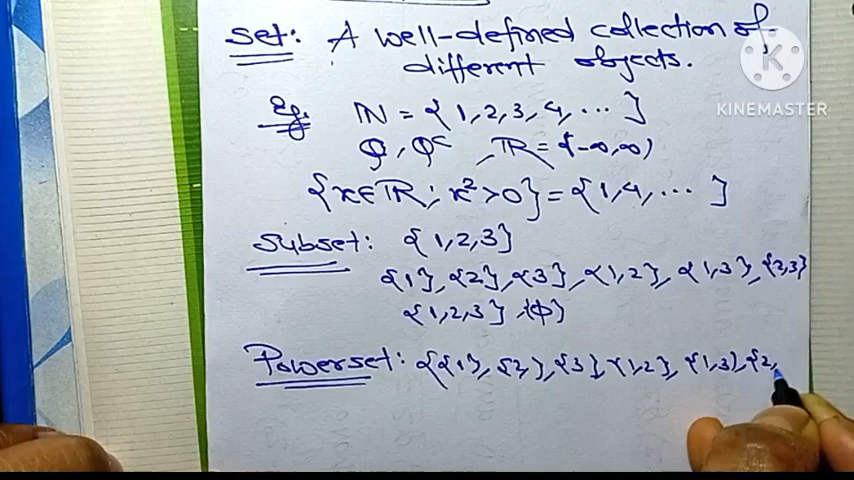 Set: A well-defined collection of
different objects.
KINEMASTER
Eg. ℕ = {1,2,3,4,...}
Q, Qᶜ, ℝ = (-∞,∞)
{x∈ℝ; x²>0} = {1,4,...}
Subset: {1,2,3}
{1}, {2}, {3}, {1,2}, {1,3}, {2,3}
{1,2,3}, {ϕ}
Powerset: {{1}, {2}, {3}, {1,2}, {1,3}, {2,